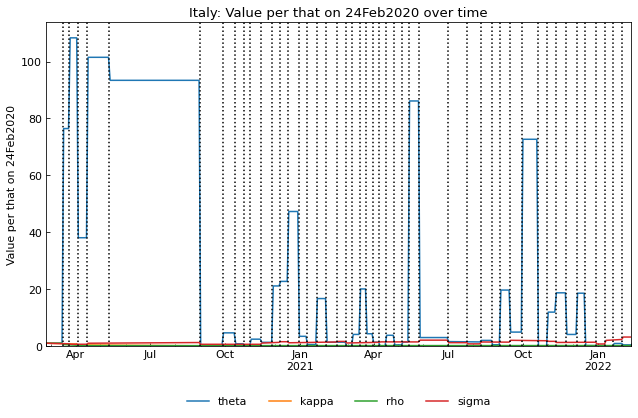 Italy: Value per that on 24Feb2020 over time
Value per that on 24Feb2020
100
80
60
40
20
0
Apr Jul Oct Jan Apr Jul Oct Jan
2021 2022
theta kappa rho sigma